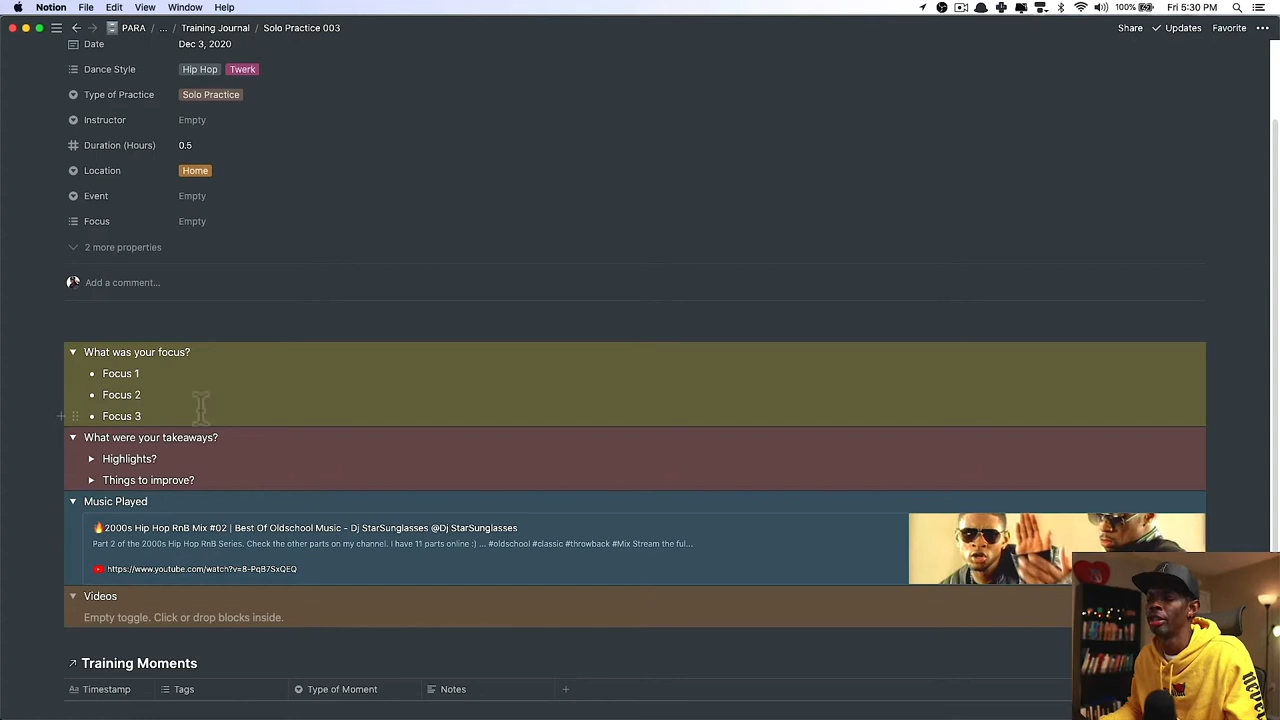 Notion File Edit View Window Help 100% Fri 5:30 PM
PARA / ... / Training Journal / Solo Practice 003 Share Updates Favorite
Date Dec 3, 2020
Dance Style Hip Hop Twerk
Type of Practice Solo Practice
Instructor Empty
Duration (Hours) 0.5
Location Home
Event Empty
Focus Empty
2 more properties
Add a comment...
What was your focus?
Focus 1
Focus 2
Focus 3
What were your takeaways?
Highlights?
Things to improve?
Music Played
🔥2000s Hip Hop RnB Mix #02 | Best Of Oldschool Music - Dj StarSunglasses @Dj StarSunglasses
Part 2 of the 2000s Hip Hop RnB Series. Check the other parts on my channel. I have 11 parts online :) ... #oldschool #classic #throwback #Mix Stream the ful...
https://www.youtube.com/watch?v=8-PqB7SxQEQ
Videos
Empty toggle. Click or drop blocks inside.
Training Moments
Aa Timestamp Tags Type of Moment Notes